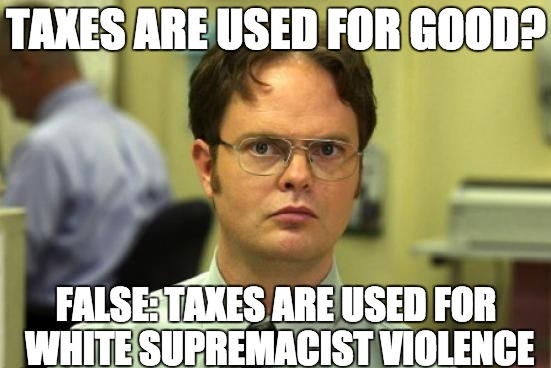 TAXES ARE USED FOR GOOD?
FALSE: TAXES ARE USED FOR
WHITE SUPREMACIST VIOLENCE